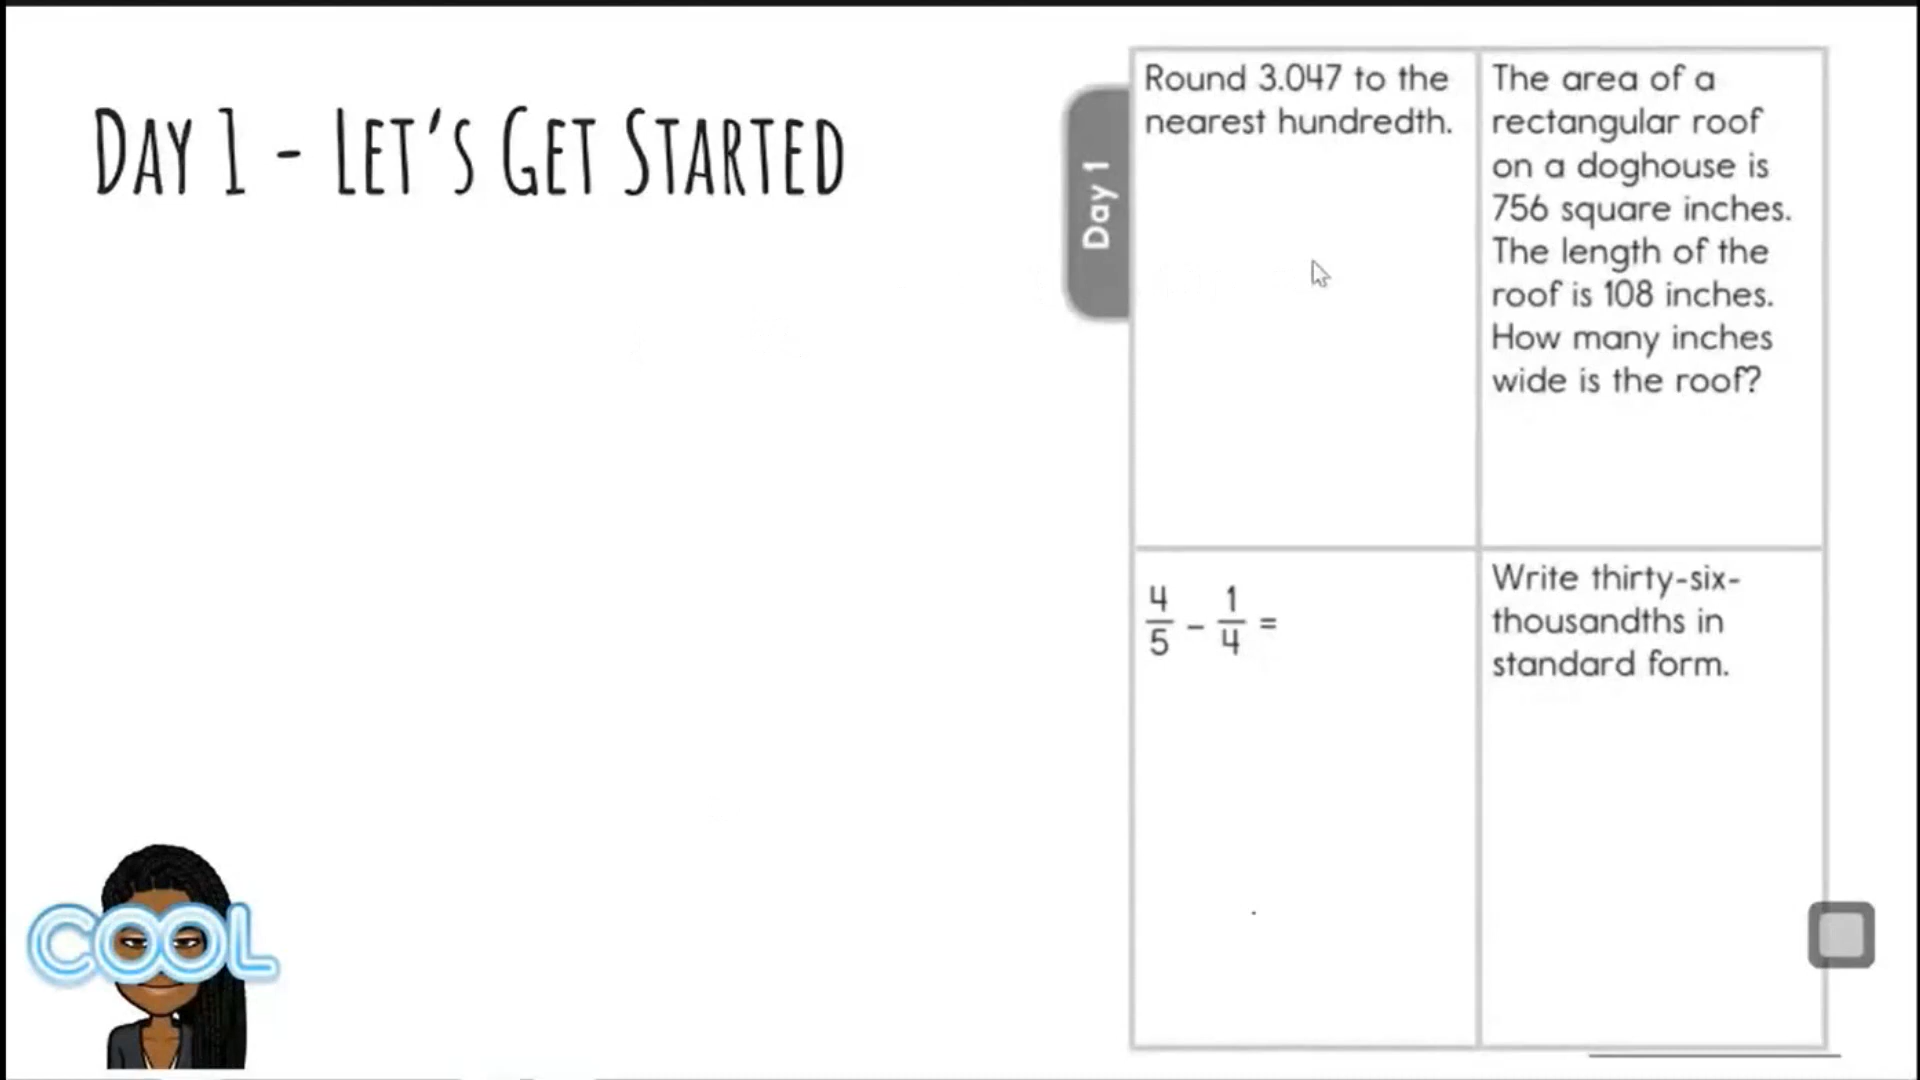 DAY 1 - LET'S GET STARTED
Day 1
Round 3.047 to the
nearest hundredth.
The area of a
rectangular roof
on a doghouse is
756 square inches.
The length of the
roof is 108 inches.
How many inches
wide is the roof?
4/5 - 1/4 =
Write thirty-six-
thousandths in
standard form.
COOL